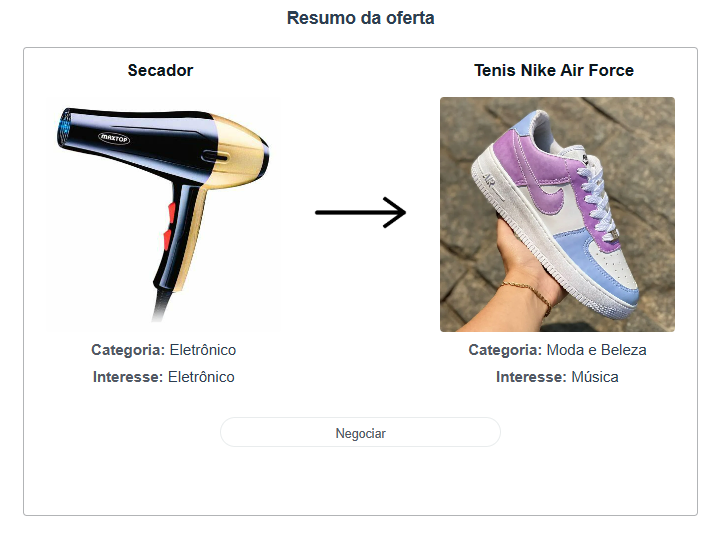 Resumo da oferta
Secador
Tenis Nike Air Force
MAXTOP
AIR
Categoria: Eletrônico
Categoria: Moda e Beleza
Interesse: Eletrônico
Interesse: Música
Negociar